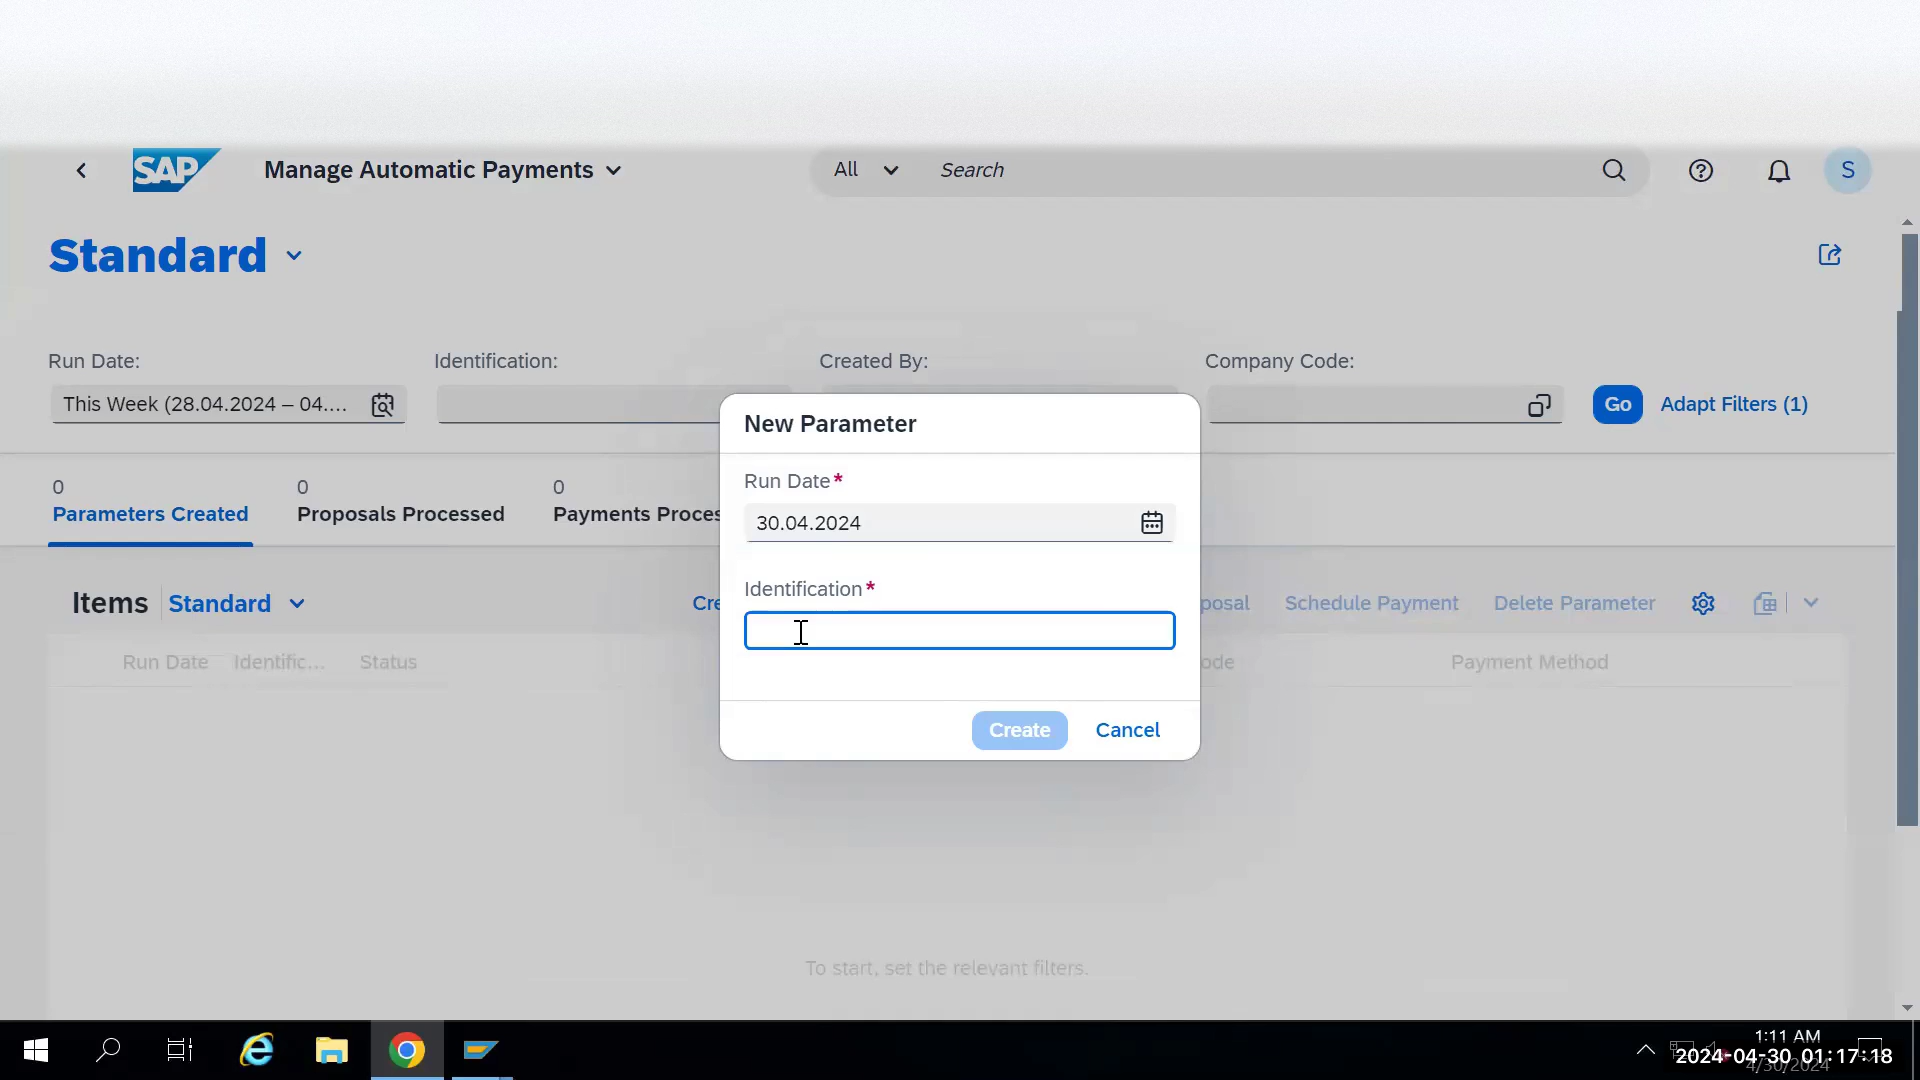 SAP
Manage Automatic Payments
All
Search
S
Standard
Run Date:
Identification:
Created By:
Company Code:
This Week (28.04.2024 – 04....
Go
Adapt Filters (1)
0
Parameters Created
0
Proposals Processed
0
Payments Proces
New Parameter
Run Date*
30.04.2024
Identification*
Create
Cancel
Items
Standard
Cre
posal
Schedule Payment
Delete Parameter
Run Date
Identific...
Status
ode
Payment Method
To start, set the relevant filters.
1:11 AM
2024-04-30 01:17:18
4/30/2024